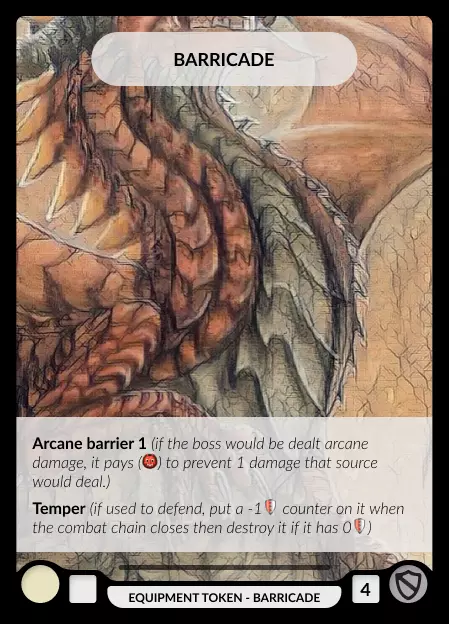 BARRICADE
Arcane barrier 1 (if the boss would be dealt arcane
damage, it pays ( ) to prevent 1 damage that source
would deal.)
Temper (if used to defend, put a -1 counter on it when
the combat chain closes then destroy it if it has 0 )
EQUIPMENT TOKEN - BARRICADE
4